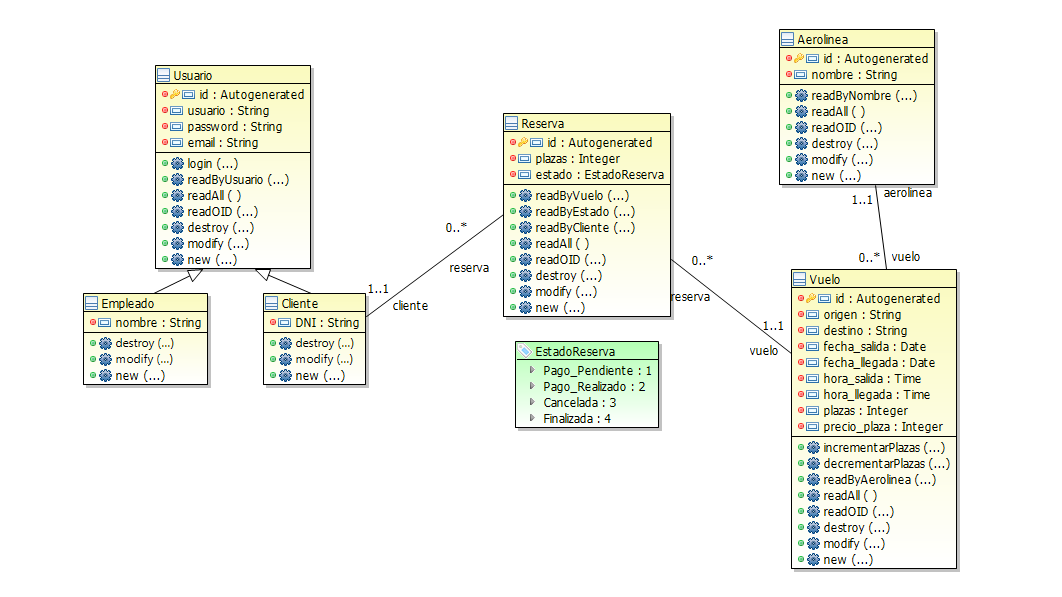 Usuario
id : Autogenerated
usuario : String
password : String
email : String
login (...)
readByUsuario (...)
readAll ( )
readOID (...)
destroy (...)
modify (...)
new (...)
Empleado
nombre : String
destroy (...)
modify (...)
new (...)
Cliente
DNI : String
destroy (...)
modify (...)
new (...)
0..*
reserva
1..1
cliente
Reserva
id : Autogenerated
plazas : Integer
estado : EstadoReserva
readByVuelo (...)
readByEstado (...)
readByCliente (...)
readAll ( )
readOID (...)
destroy (...)
modify (...)
new (...)
EstadoReserva
Pago_Pendiente : 1
Pago_Realizado : 2
Cancelada : 3
Finalizada : 4
0..*
reserva
1..1
vuelo
Aerolinea
id : Autogenerated
nombre : String
readByNombre (...)
readAll ( )
readOID (...)
destroy (...)
modify (...)
new (...)
aerolinea
1..1
0..*
vuelo
Vuelo
id : Autogenerated
origen : String
destino : String
fecha_salida : Date
fecha_llegada : Date
hora_salida : Time
hora_llegada : Time
plazas : Integer
precio_plaza : Integer
incrementarPlazas (...)
decrementarPlazas (...)
readByAerolinea (...)
readAll ( )
readOID (...)
destroy (...)
modify (...)
new (...)